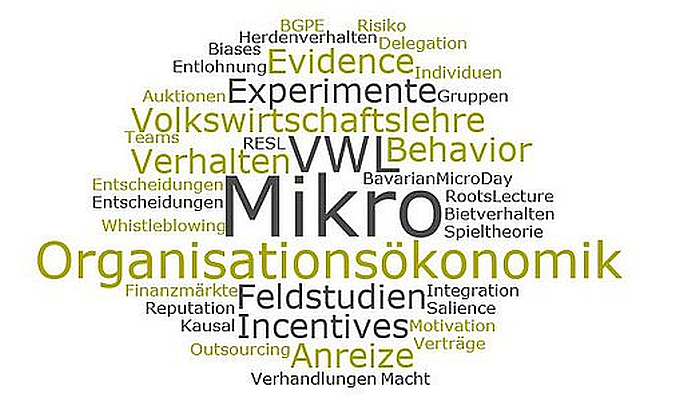 BGPE Risiko
Herdenverhalten
Biases Delegation
Entlohnung Evidence Individuen
Auktionen Experimente Gruppen
Volkswirtschaftslehre
Teams RESL VWL Behavior
Verhalten
BavarianMicroDay
Entscheidungen Mikro RootsLecture
Entscheidungen Bietverhalten
Whistleblowing Spieltheorie
Organisationsökonomik
Finanzmärkte Feldstudien Integration
Reputation Salience
Kausal Incentives Motivation
Outsourcing Anreize Verträge
Verhandlungen Macht